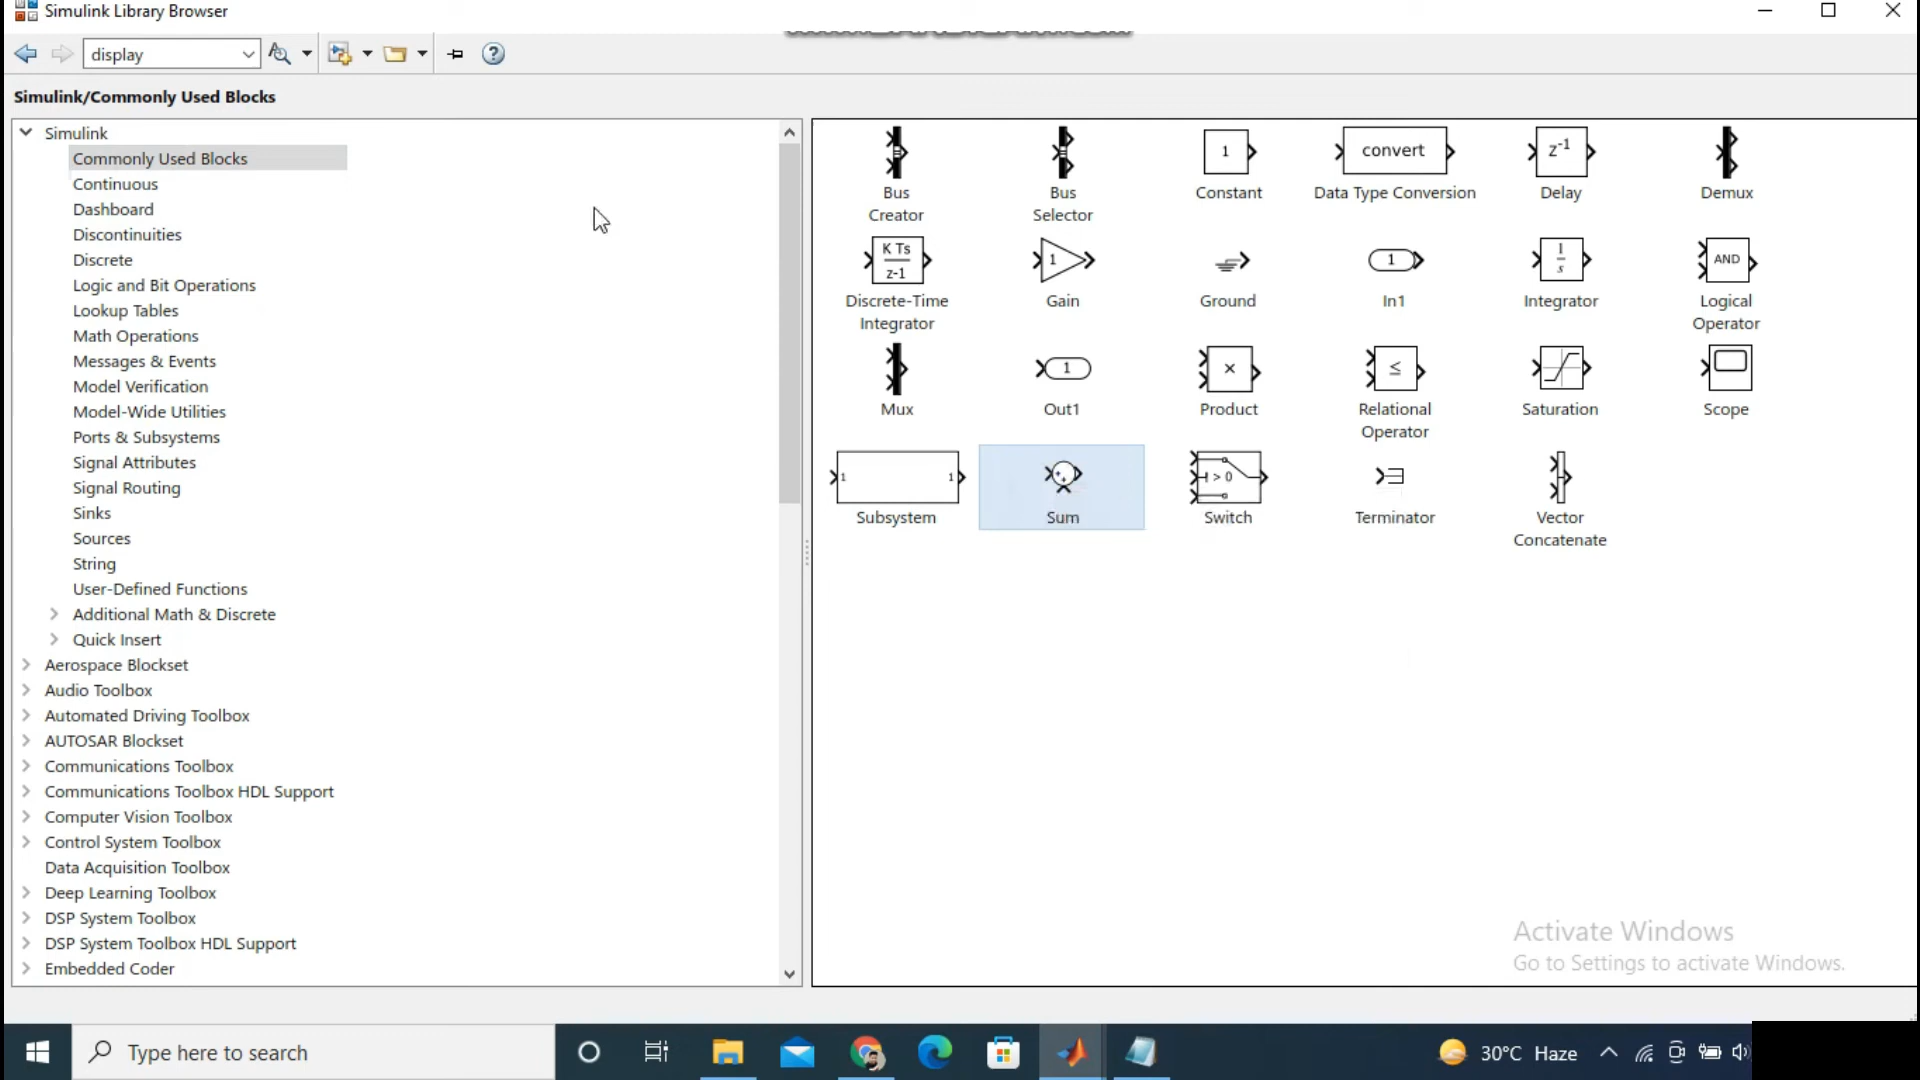 Simulink Library Browser
display
Simulink/Commonly Used Blocks
Simulink
Commonly Used Blocks
Continuous
Dashboard
Discontinuities
Discrete
Logic and Bit Operations
Lookup Tables
Math Operations
Messages & Events
Model Verification
Model-Wide Utilities
Ports & Subsystems
Signal Attributes
Signal Routing
Sinks
Sources
String
User-Defined Functions
Additional Math & Discrete
Quick Insert
Aerospace Blockset
Audio Toolbox
Automated Driving Toolbox
AUTOSAR Blockset
Communications Toolbox
Communications Toolbox HDL Support
Computer Vision Toolbox
Control System Toolbox
Data Acquisition Toolbox
Deep Learning Toolbox
DSP System Toolbox
DSP System Toolbox HDL Support
Embedded Coder
1 convert z-1
Bus Creator
Bus Selector
Constant
Data Type Conversion
Delay
Demux
K Ts
z-1
1
1
1
s
AND
Discrete-Time Integrator
Gain
Ground
In1
Integrator
Logical Operator
1 × ≤
Mux
Out1
Product
Relational Operator
Saturation
Scope
1 1 + + > 0
Subsystem
Sum
Switch
Terminator
Vector Concatenate
Activate Windows
Go to Settings to activate Windows.
Type here to search
30°C Haze